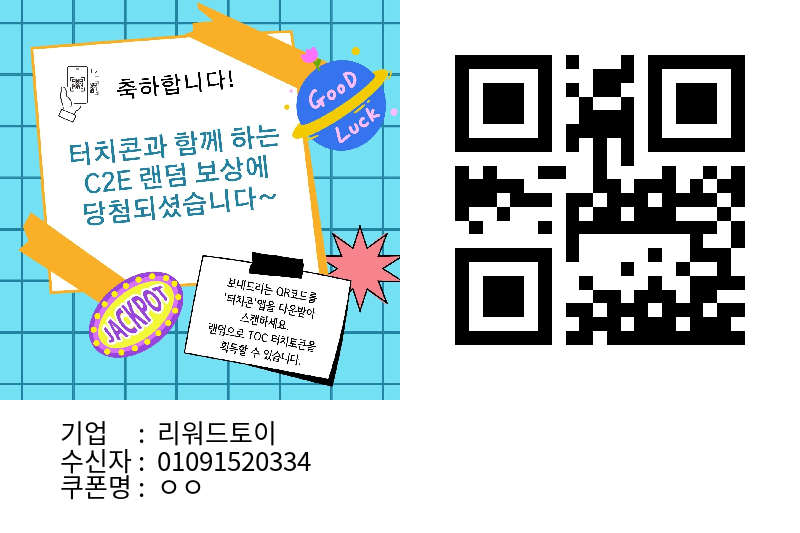 축하합니다!
GOOD
Luck
터치콘과 함께 하는
C2E 랜덤 보상에
당첨되셨습니다~
JACKPOT
보내드리는 QR코드를
'터치콘'앱을 다운받아
스캔하세요.
랜덤으로 TOC 터치토큰을
획득할 수 있습니다.
기업 : 리워드토이
수신자 : 01091520334
쿠폰명 : ㅇㅇ